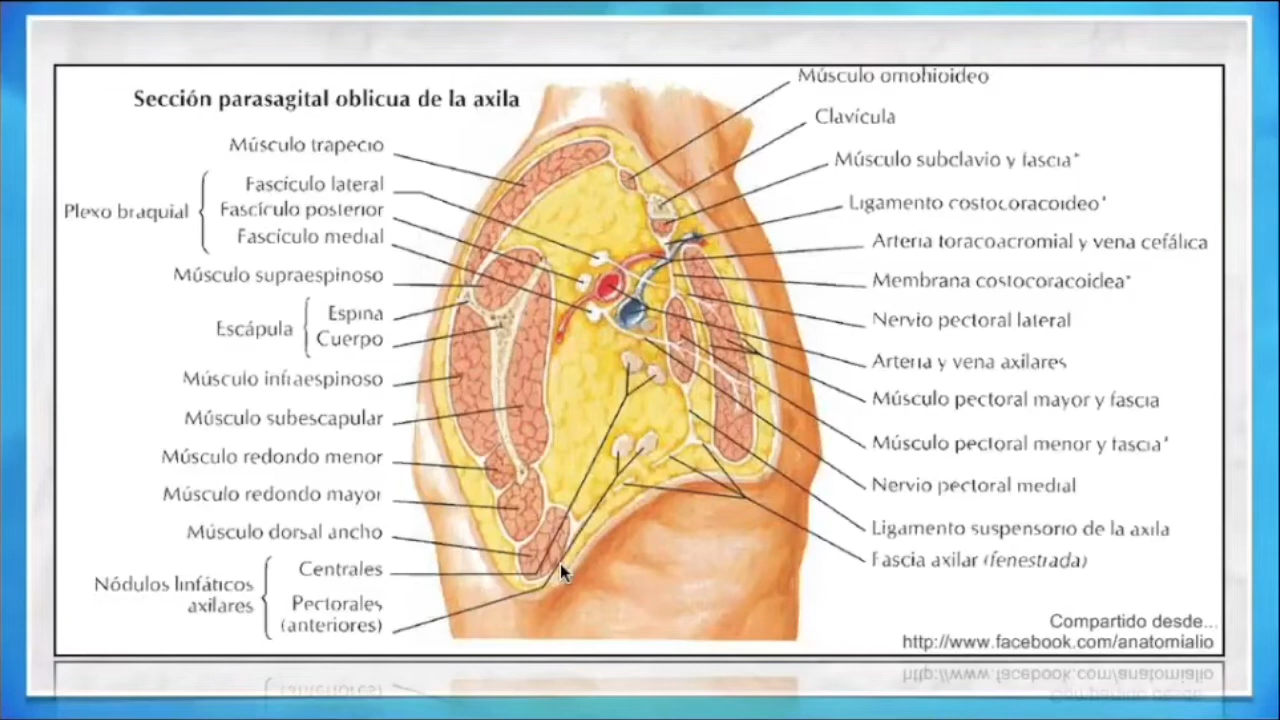 Sección parasagital oblicua de la axila
Músculo trapecio
Plexo braquial
Fascículo lateral
Fascículo posterior
Fascículo medial
Músculo supraespinoso
Escápula
Espina
Cuerpo
Músculo infraespinoso
Músculo subescapular
Músculo redondo menor
Músculo redondo mayor
Músculo dorsal ancho
Nódulos linfáticos
axilares
Centrales
Pectorales
(anteriores)
Músculo omohioideo
Clavícula
Músculo subclavio y fascia*
Ligamento costocoracoideo*
Arteria toracoacromial y vena cefálica
Membrana costocoracoidea*
Nervio pectoral lateral
Arteria y vena axilares
Músculo pectoral mayor y fascia
Músculo pectoral menor y fascia*
Nervio pectoral medial
Ligamento suspensorio de la axila
Fascia axilar (fenestrada)
Compartido desde...
http://www.facebook.com/anatomialio